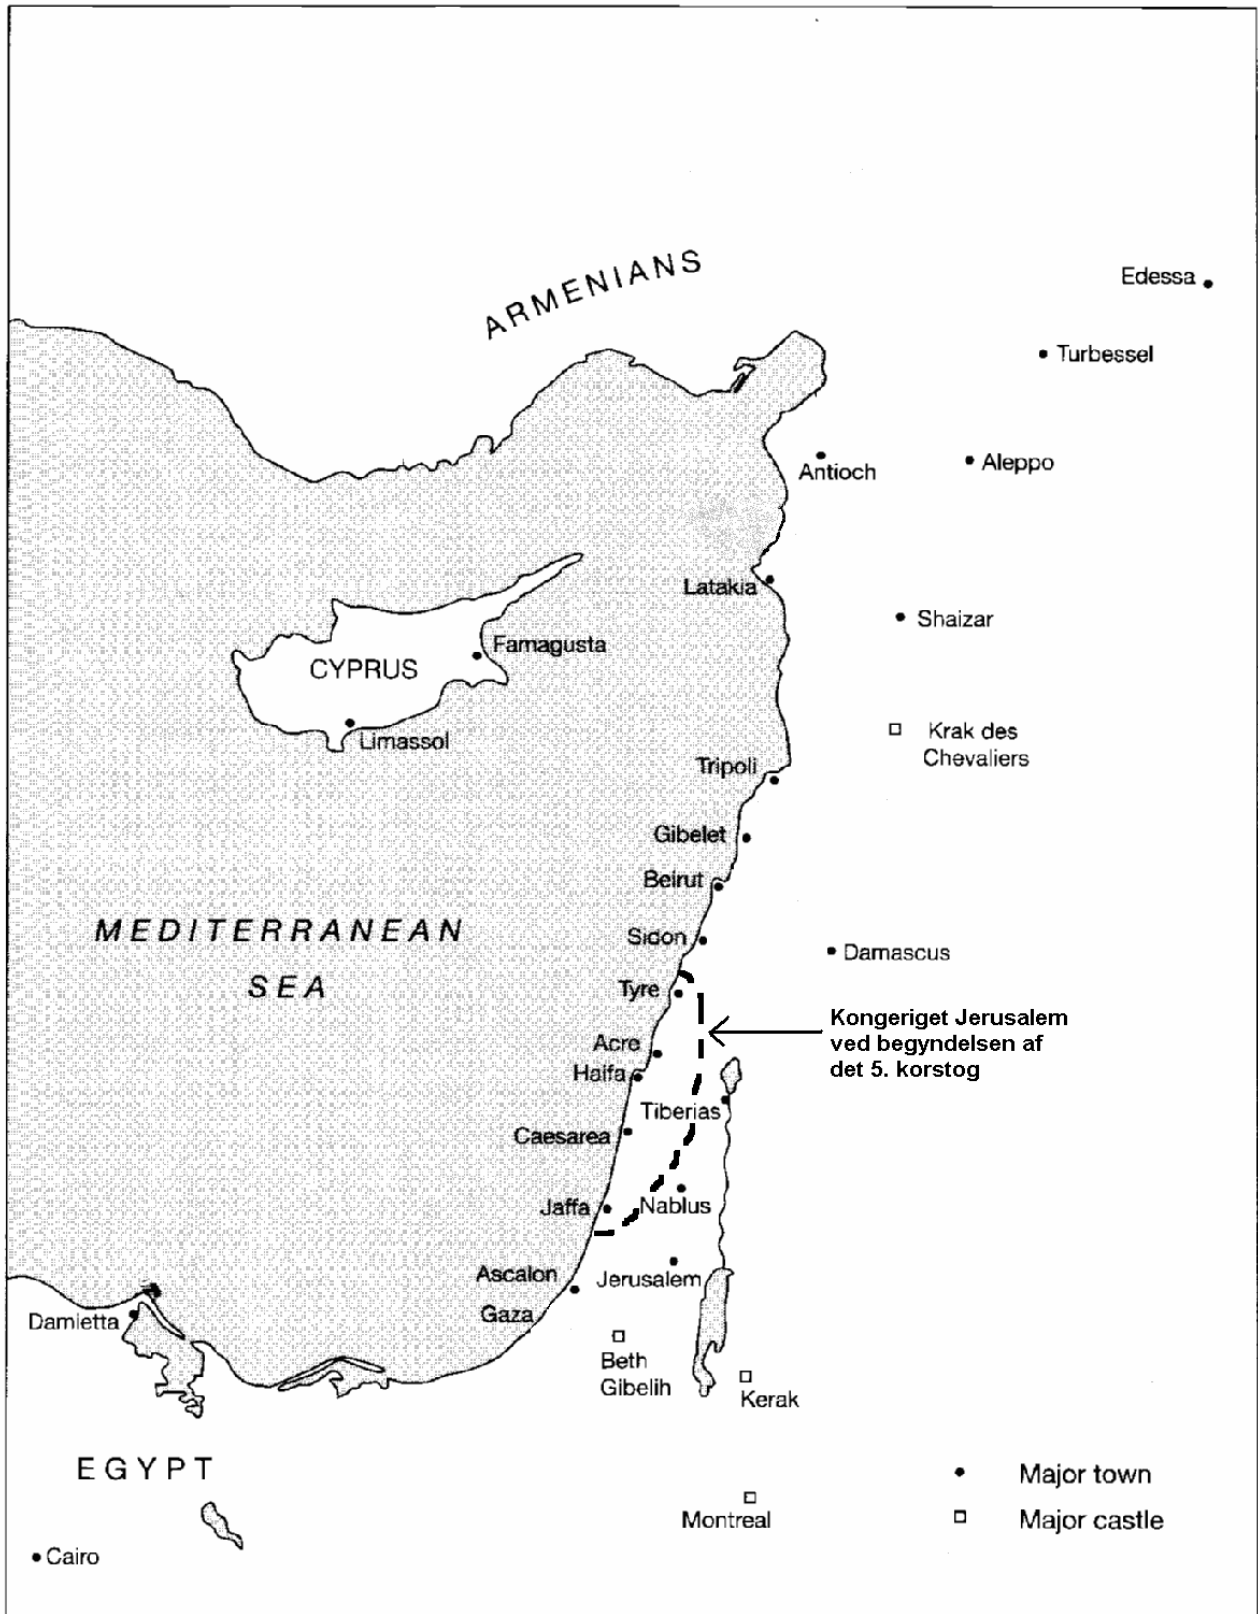 ARMENIANS
Edessa
Turbessel
Antioch
Aleppo
Latakia
Shaizar
Famagusta
CYPRUS
Limassol
Krak des
Chevaliers
Tripoli
Gibelet
Beirut
MEDITERRANEAN
SEA
Sidon
Damascus
Tyre
Kongeriget Jerusalem
ved begyndelsen af
det 5. korstog
Acre
Haifa
Tiberias
Caesarea
Jaffa
Nablus
Ascalon
Jerusalem
Gaza
Damietta
Beth
Gibelih
Kerak
EGYPT
Major town
Montreal
Major castle
Cairo